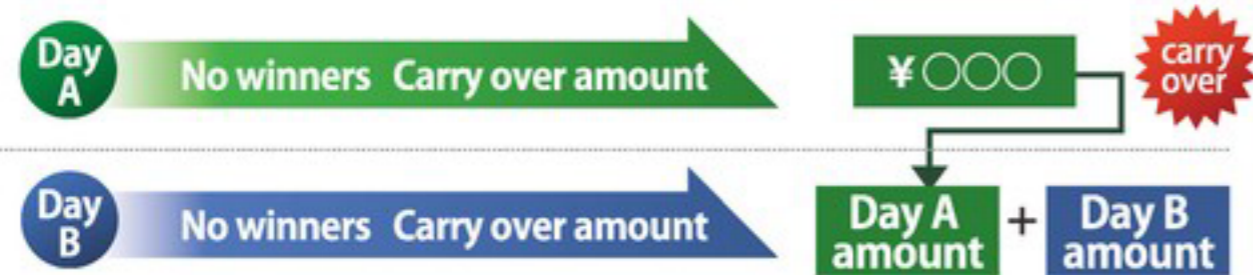 Day
A
No winners Carry over amount
¥○○○
carry
over
Day
B
No winners Carry over amount
Day A
amount
+
Day B
amount